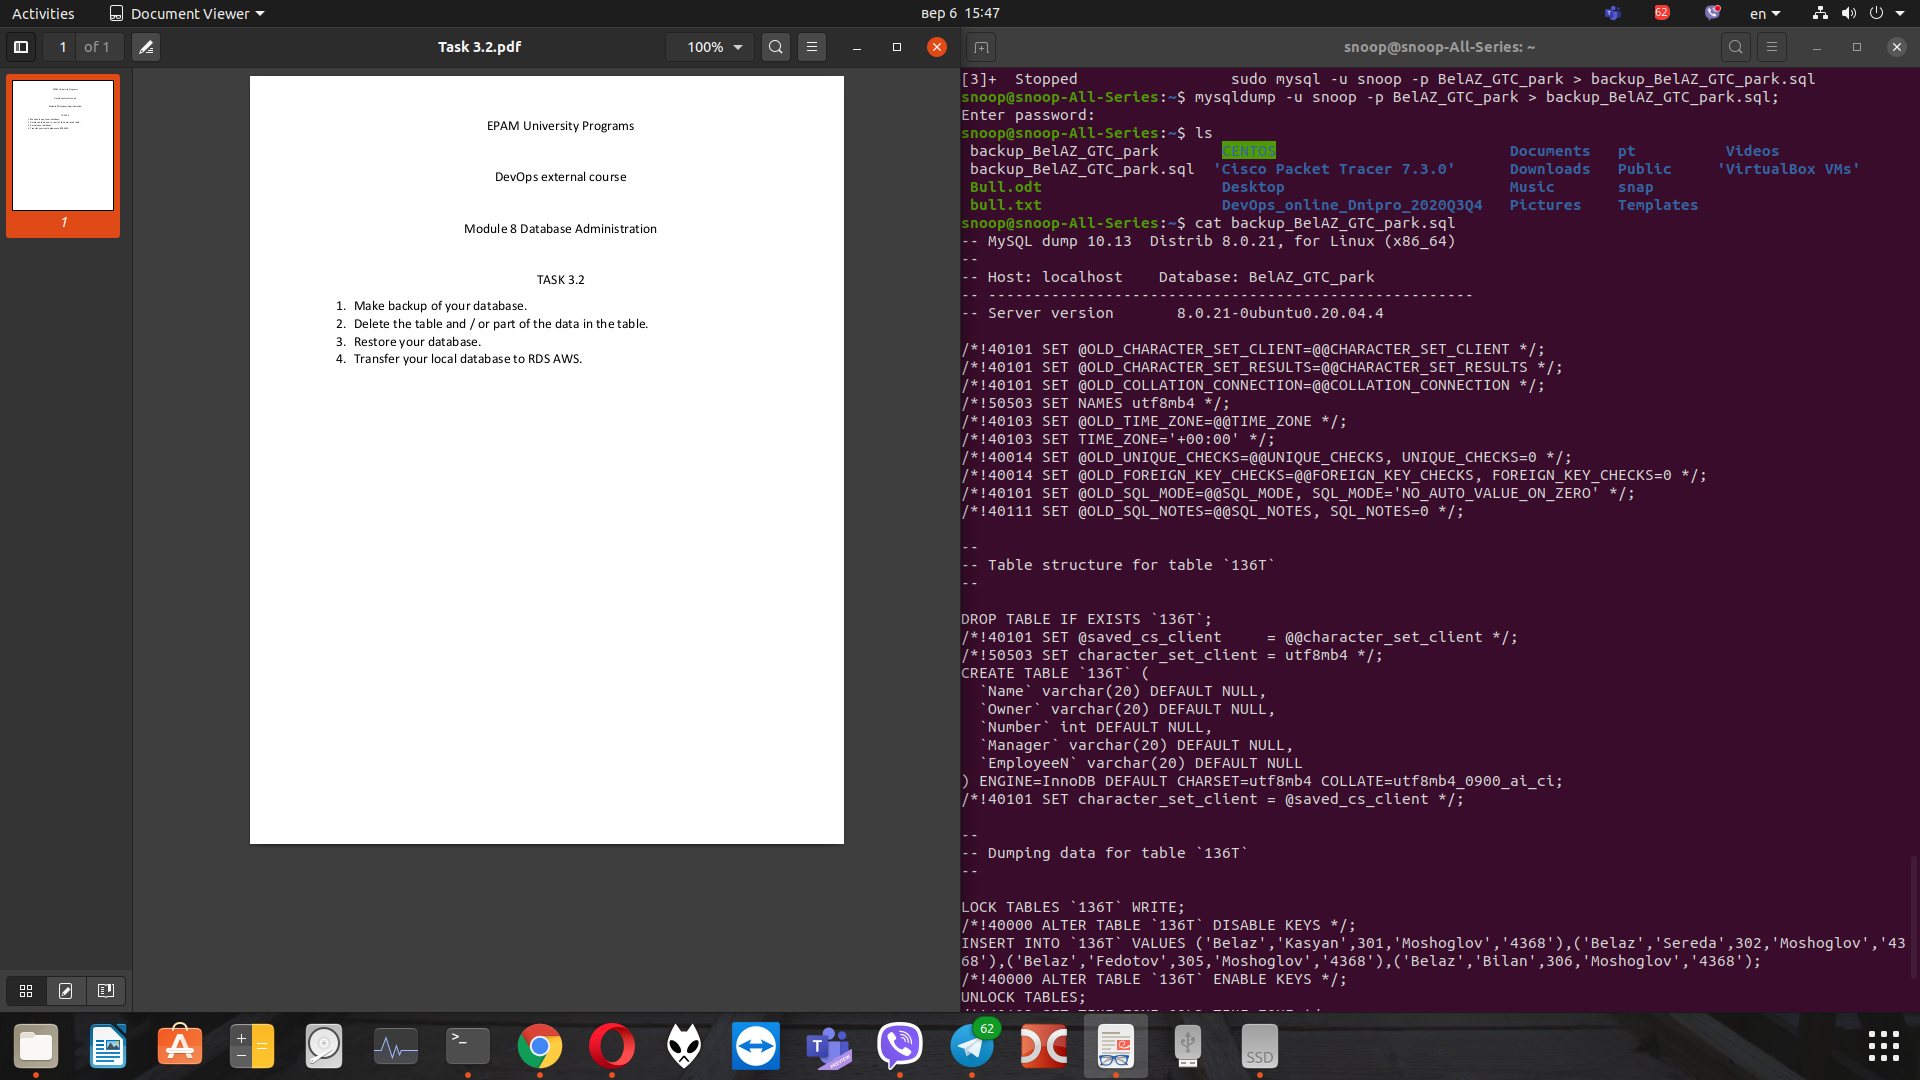 Activities
Document Viewer
вер 6 15:47
62
en
1 of 1
Task 3.2.pdf
100%
1
EPAM University Programs
DevOps external course
Module 8 Database Administration
TASK 3.2
1. Make backup of your database.
2. Delete the table and / or part of the data in the table.
3. Restore your database.
4. Transfer your local database to RDS AWS.
snoop@snoop-All-Series: ~
[3]+  Stopped                 sudo mysql -u snoop -p BelAZ_GTC_park > backup_BelAZ_GTC_park.sql
snoop@snoop-All-Series:~$ mysqldump -u snoop -p BelAZ_GTC_park > backup_BelAZ_GTC_park.sql;
Enter password:
snoop@snoop-All-Series:~$ ls
backup_BelAZ_GTC_park CENTOS Documents pt Videos
backup_BelAZ_GTC_park.sql 'Cisco Packet Tracer 7.3.0' Downloads Public 'VirtualBox VMs'
Bull.odt Desktop Music snap
bull.txt DevOps_online_Dnipro_2020Q3Q4 Pictures Templates
snoop@snoop-All-Series:~$ cat backup_BelAZ_GTC_park.sql
-- MySQL dump 10.13  Distrib 8.0.21, for Linux (x86_64)
--
-- Host: localhost    Database: BelAZ_GTC_park
-- ------------------------------------------------------
-- Server version       8.0.21-0ubuntu0.20.04.4
/*!40101 SET @OLD_CHARACTER_SET_CLIENT=@@CHARACTER_SET_CLIENT */;
/*!40101 SET @OLD_CHARACTER_SET_RESULTS=@@CHARACTER_SET_RESULTS */;
/*!40101 SET @OLD_COLLATION_CONNECTION=@@COLLATION_CONNECTION */;
/*!50503 SET NAMES utf8mb4 */;
/*!40103 SET @OLD_TIME_ZONE=@@TIME_ZONE */;
/*!40103 SET TIME_ZONE='+00:00' */;
/*!40014 SET @OLD_UNIQUE_CHECKS=@@UNIQUE_CHECKS, UNIQUE_CHECKS=0 */;
/*!40014 SET @OLD_FOREIGN_KEY_CHECKS=@@FOREIGN_KEY_CHECKS, FOREIGN_KEY_CHECKS=0 */;
/*!40101 SET @OLD_SQL_MODE=@@SQL_MODE, SQL_MODE='NO_AUTO_VALUE_ON_ZERO' */;
/*!40111 SET @OLD_SQL_NOTES=@@SQL_NOTES, SQL_NOTES=0 */;
--
-- Table structure for table `136T`
--
DROP TABLE IF EXISTS `136T`;
/*!40101 SET @saved_cs_client     = @@character_set_client */;
/*!50503 SET character_set_client = utf8mb4 */;
CREATE TABLE `136T` (
  `Name` varchar(20) DEFAULT NULL,
  `Owner` varchar(20) DEFAULT NULL,
  `Number` int DEFAULT NULL,
  `Manager` varchar(20) DEFAULT NULL,
  `EmployeeN` varchar(20) DEFAULT NULL
) ENGINE=InnoDB DEFAULT CHARSET=utf8mb4 COLLATE=utf8mb4_0900_ai_ci;
/*!40101 SET character_set_client = @saved_cs_client */;
--
-- Dumping data for table `136T`
--
LOCK TABLES `136T` WRITE;
/*!40000 ALTER TABLE `136T` DISABLE KEYS */;
INSERT INTO `136T` VALUES ('Belaz','Kasyan',301,'Moshoglov','4368'),('Belaz','Sereda',302,'Moshoglov','43
68'),('Belaz','Fedotov',305,'Moshoglov','4368'),('Belaz','Bilan',306,'Moshoglov','4368');
/*!40000 ALTER TABLE `136T` ENABLE KEYS */;
UNLOCK TABLES;
PREVIEW
62
SSD